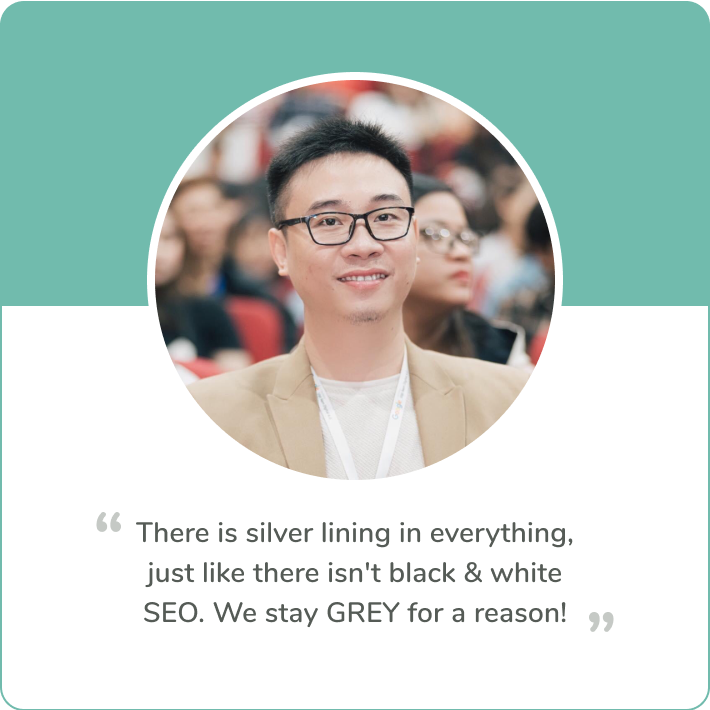 “ There is silver lining in everything,
just like there isn't black & white
SEO. We stay GREY for a reason! ”